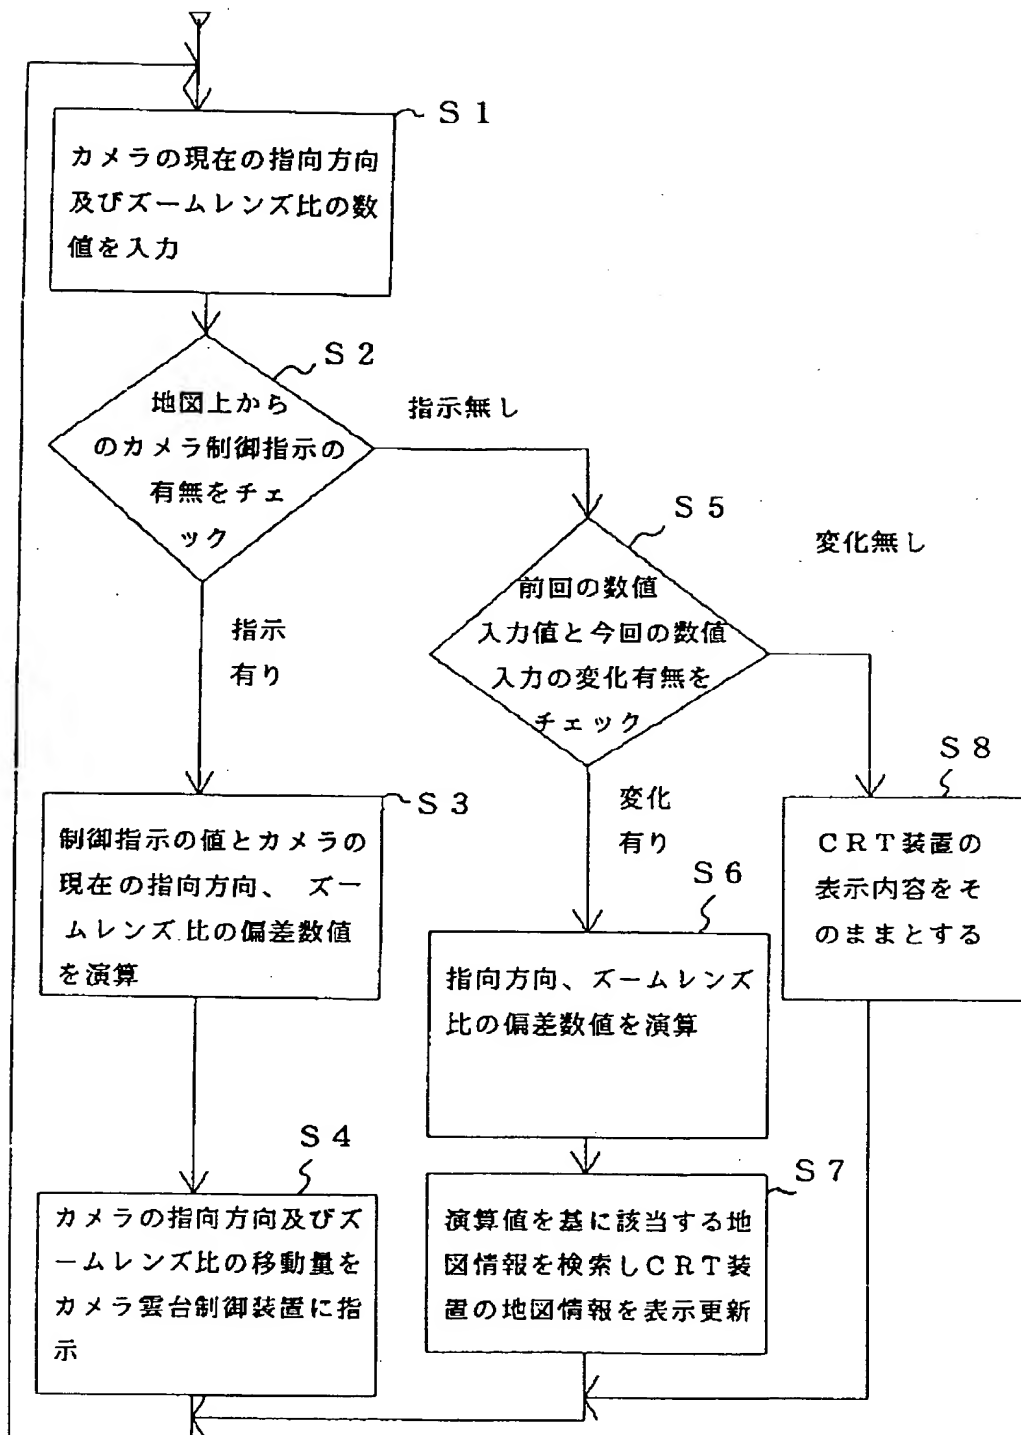 S1
カメラの現在の指向方向
及びズームレンズ比の数
値を入力
S2
地図上から
のカメラ制御指示の
有無をチェ
ック
指示無し
指示
有り
S5
前回の数値
入力値と今回の数値
入力の変化有無を
チェック
変化無し
変化
有り
S3
制御指示の値とカメラの
現在の指向方向、 ズー
ムレンズ比の偏差数値
を演算
S8
CRT装置の
表示内容をそ
のままとする
S6
指向方向、ズームレンズ
比の偏差数値を演算
S4
カメラの指向方向及びズ
ームレンズ比の移動量を
カメラ雲台制御装置に指
示
S7
演算値を基に該当する地
図情報を検索しCRT装
置の地図情報を表示更新